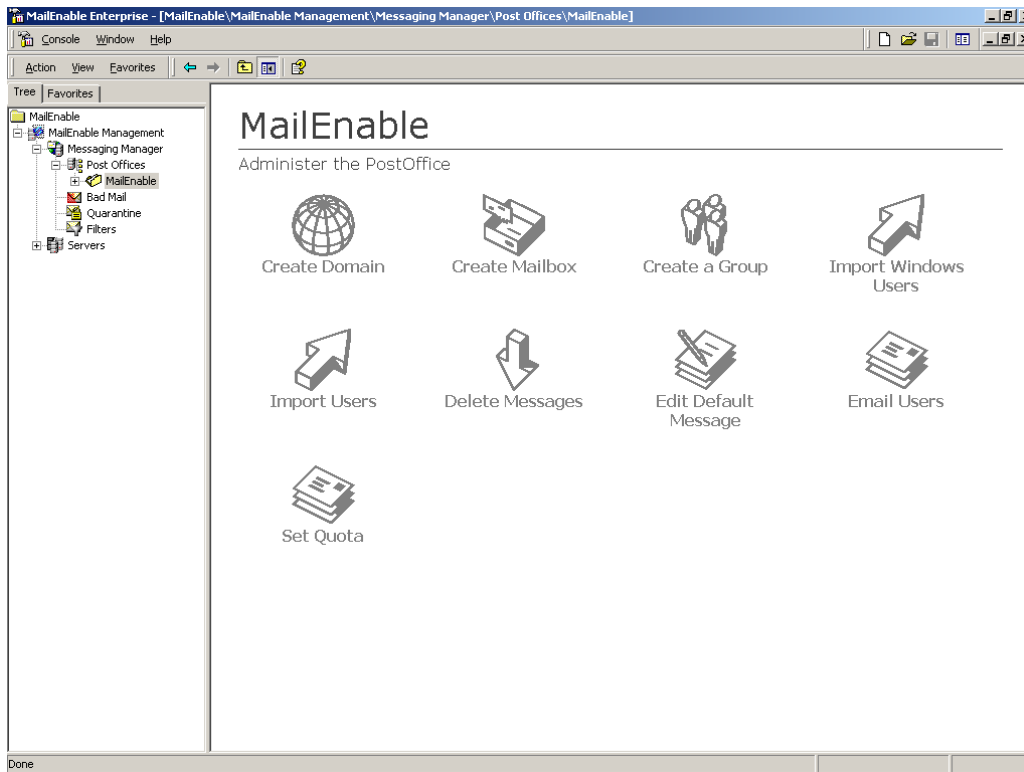 MailEnable Enterprise - [MailEnable\MailEnable Management\Messaging Manager\Post Offices\MailEnable]
Console Window Help
Action View Favorites
Tree Favorites
MailEnable
MailEnable Management
Messaging Manager
Post Offices
MailEnable
Bad Mail
Quarantine
Filters
Servers
MailEnable
Administer the PostOffice
Create Domain
Create Mailbox
Create a Group
Import Windows
Users
Import Users
Delete Messages
Edit Default
Message
Email Users
Set Quota
Done